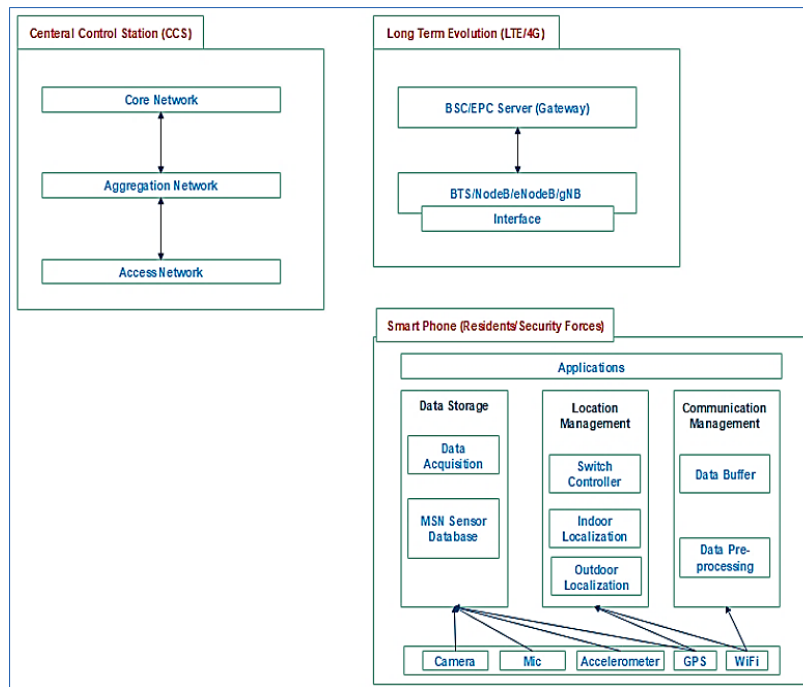 Centeral Control Station (CCS)
Core Network
Aggregation Network
Access Network
Long Term Evolution (LTE/4G)
BSC/EPC Server (Gateway)
BTS/NodeB/eNodeB/gNB
Interface
Smart Phone (Residents/Security Forces)
Applications
Data Storage
Data
Acquisition
MSN Sensor
Database
Location
Management
Switch
Controller
Indoor
Localization
Outdoor
Localization
Communication
Management
Data Buffer
Data Pre-
processing
Camera
Mic
Accelerometer
GPS
WiFi